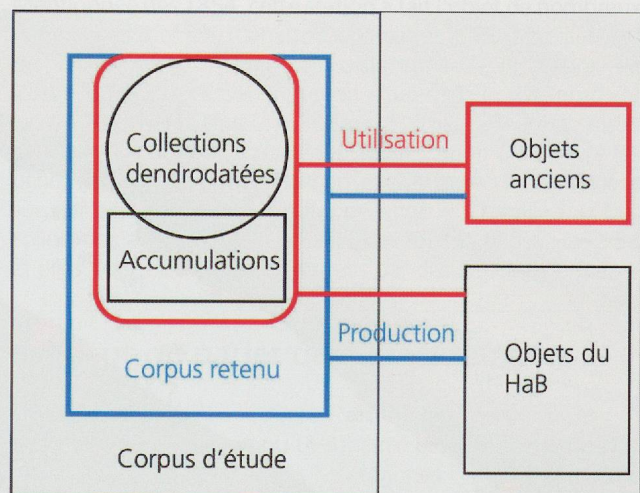 Collections
dendrodatées
Accumulations
Corpus retenu
Corpus d'étude
Utilisation
Production
Objets
anciens
Objets du
HaB